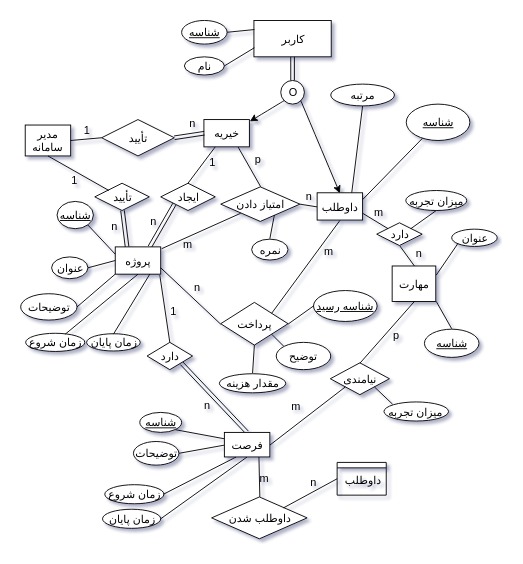 شناسه
کاربر
نام
O
مرتبه
شناسه
مدیر
سامانه
1
تأیید
n
خیریه
1
تأیید
n
1
ایجاد
n
p
امتیاز دادن
n
m
نمره
داوطلب
m
میزان تجربه
دارد
n
عنوان
مهارت
شناسه
شناسه
عنوان
پروژه
توضیحات
زمان شروع
زمان پایان
n
m
پرداخت
شناسه رسید
توضیح
مقدار هزینه
1
دارد
n
p
نیامندی
m
میزان تجربه
شناسه
توضیحات
فرصت
زمان شروع
زمان پایان
m
n
داوطلب
داوطلب شدن